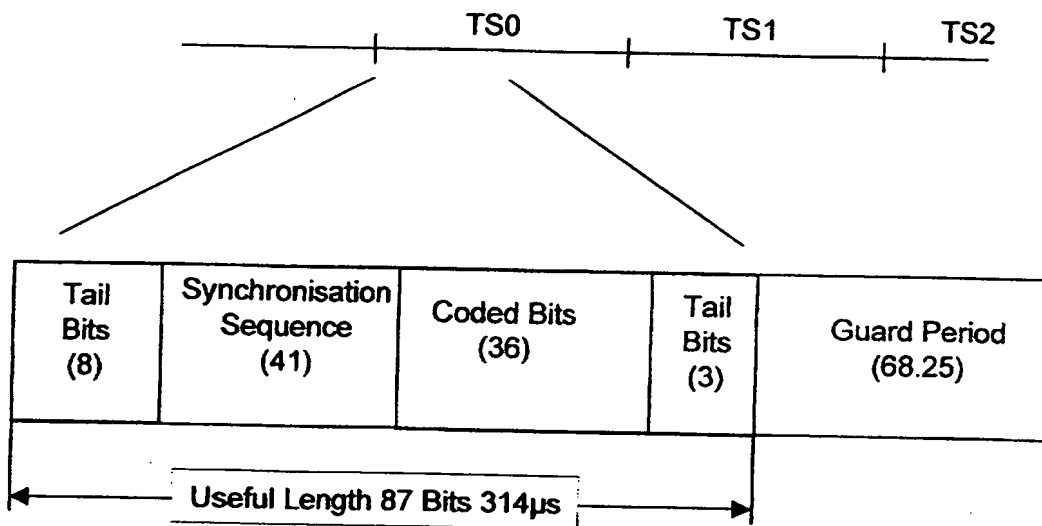 TS0 TS1 TS2
Tail Bits (8)
Synchronisation Sequence (41)
Coded Bits (36)
Tail Bits (3)
Guard Period (68.25)
Useful Length 87 Bits 314µs